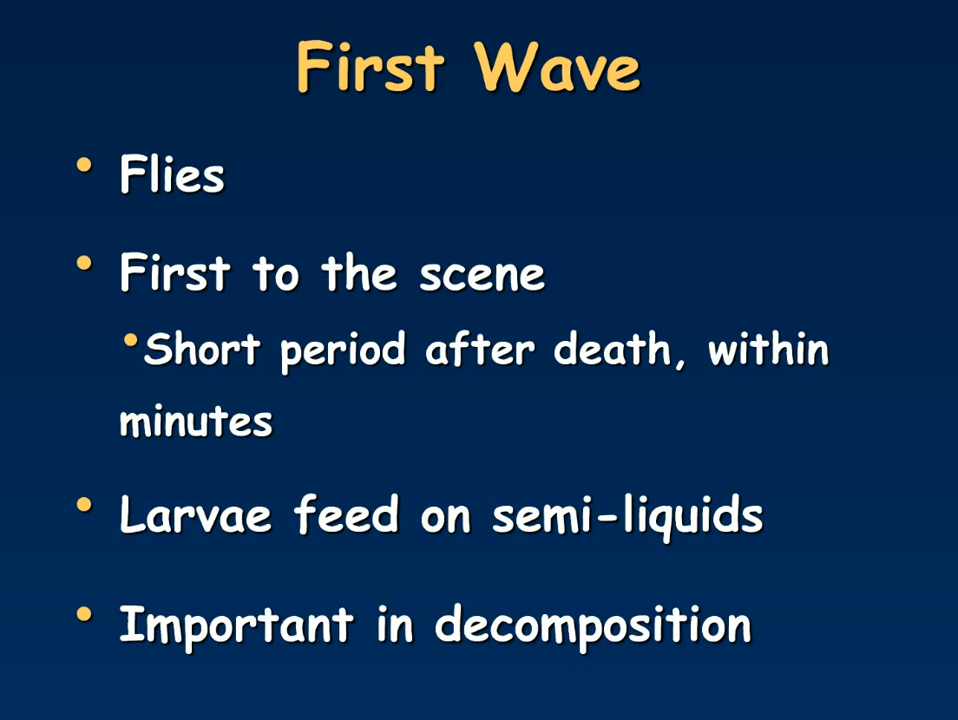 First Wave
• Flies
• First to the scene
• Short period after death, within
minutes
• Larvae feed on semi-liquids
• Important in decomposition